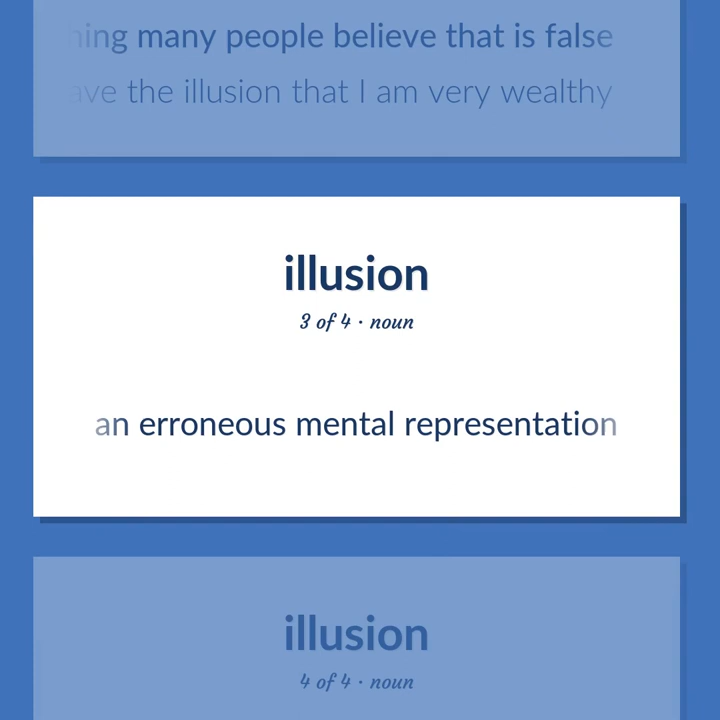 many people believe that is false
the illusion that I am very wealthy
illusion
3 of 4 · noun
an erroneous mental representation
illusion
4 of 4 · noun